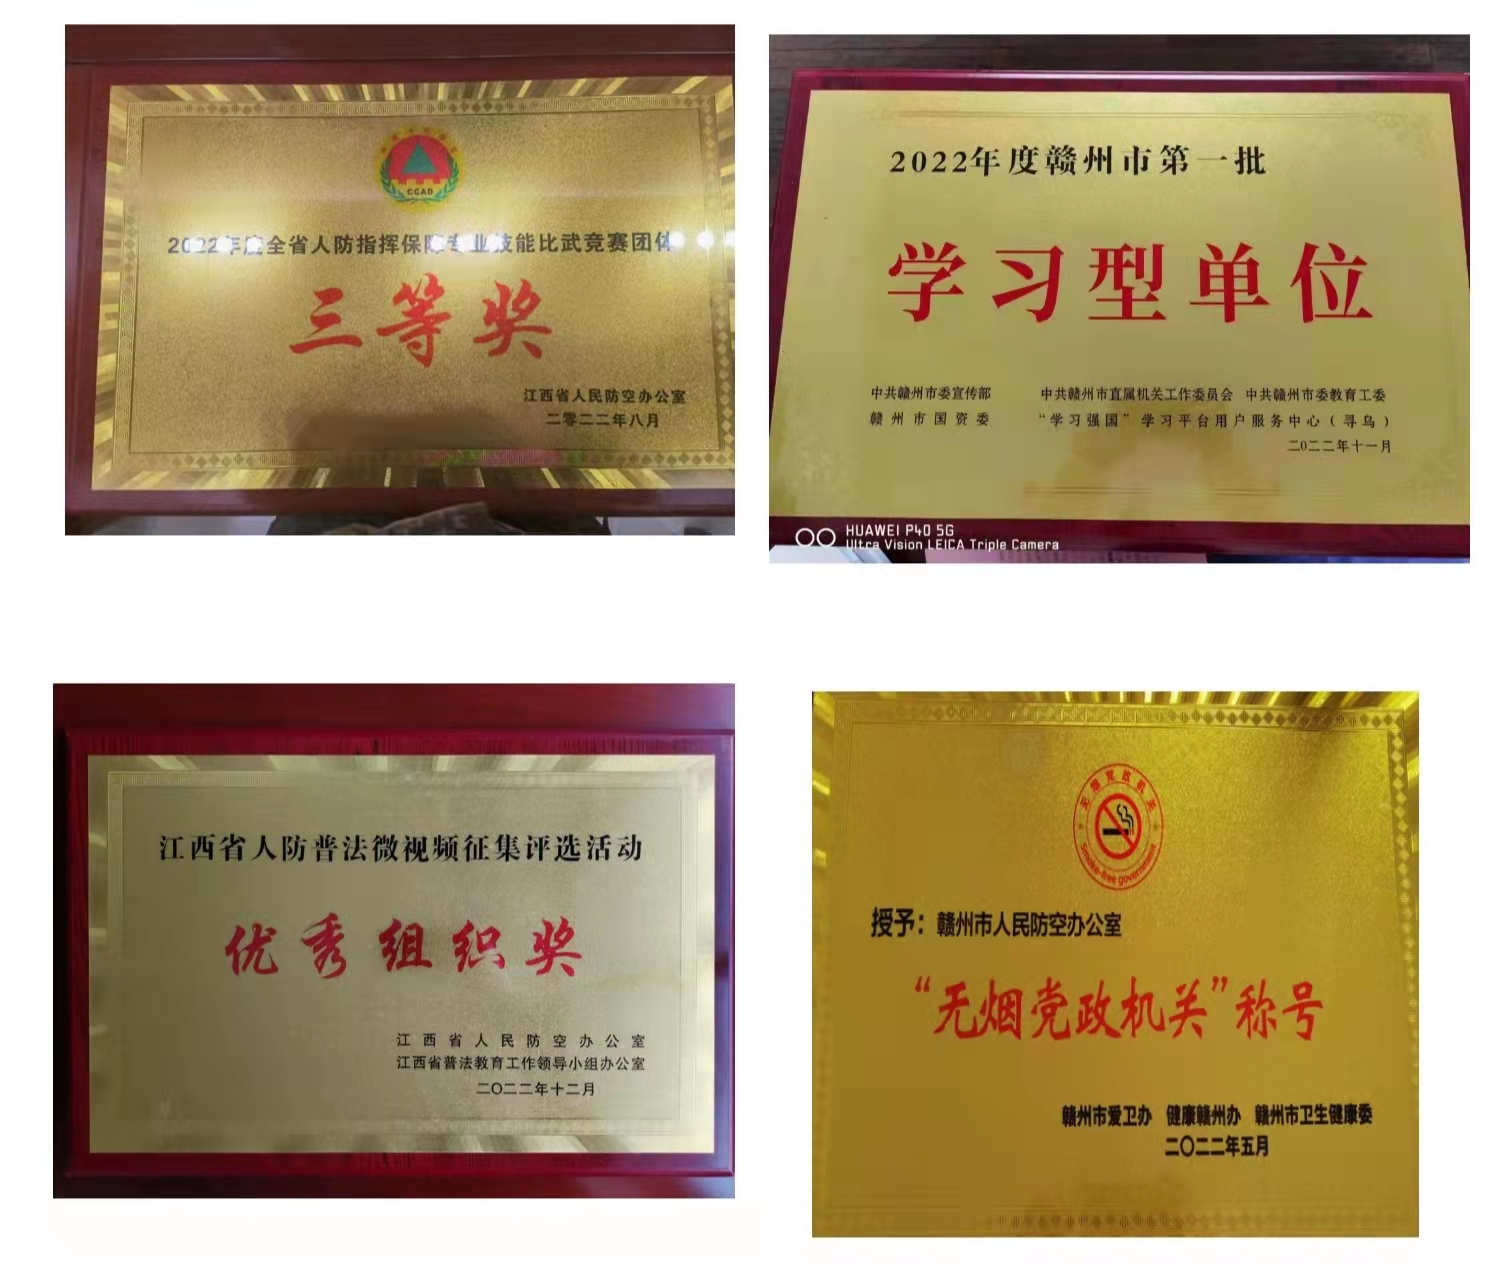 CCAD
2022年度全省人防指挥保障专业技能比武竞赛团体
三等奖
江西省人民防空办公室
二零二二年八月
2022年度赣州市第一批
学习型单位
中共赣州市委宣传部 中共赣州市直属机关工作委员会 中共赣州市委教育工委
赣州市国资委 “学习强国”学习平台用户服务中心(寻乌)
二0二二年十一月
HUAWEI P40 5G
Ultra Vision LEICA Triple Camera
江西省人防普法微视频征集评选活动
优秀组织奖
江西省人民防空办公室
江西省普法教育工作领导小组办公室
二〇二二年十二月
无烟党政机关
Smoke-free government
授予：赣州市人民防空办公室
“无烟党政机关”称号
赣州市爱卫办 健康赣州办 赣州市卫生健康委
二〇二二年五月